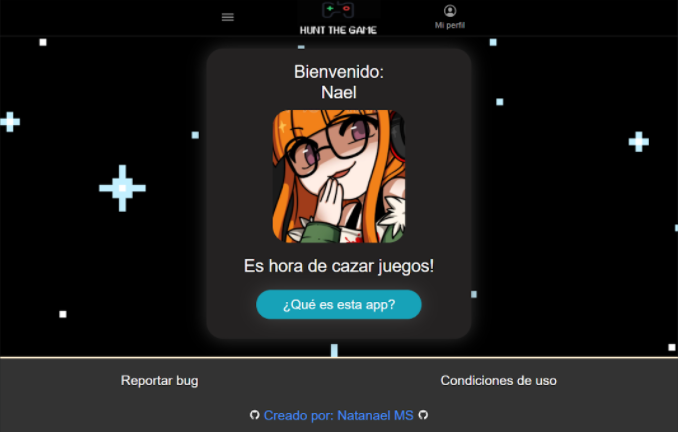 HUNT THE GAME
Mi perfil
Bienvenido:
Nael
Es hora de cazar juegos!
¿Qué es esta app?
Reportar bug
Condiciones de uso
Creado por: Natanael MS